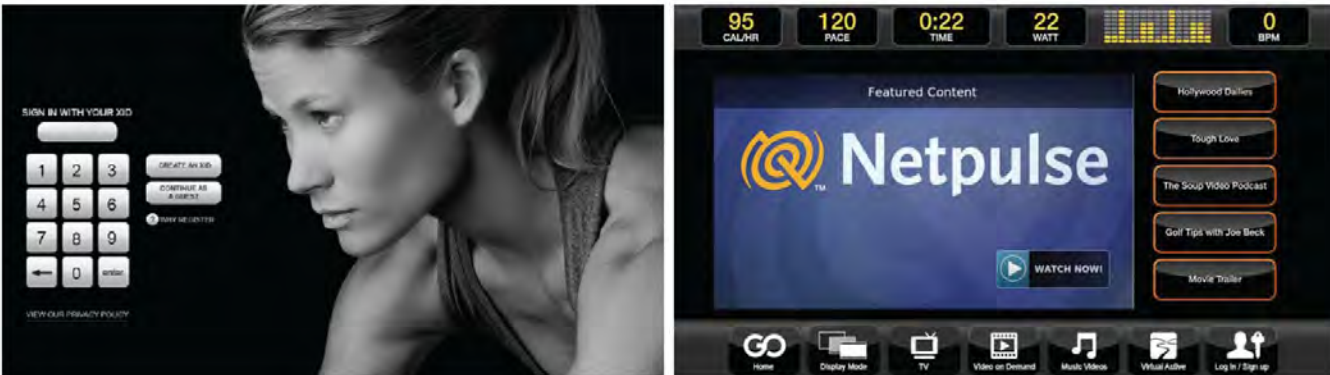 SIGN IN WITH YOUR XID
1 2 3
CREATE AN XID
CONTINUE AS
A GUEST
4 5 6
? WHY REGISTER
7 8 9
0 enter
VIEW OUR PRIVACY POLICY
95 120 0:22 22 0
CAL/HR PACE TIME WATT BPM
Featured Content
Netpulse
TM
WATCH NOW!
Hollywood Dailies
Tough Love
The Soup Video Podcast
Golf Tips with Joe Beck
Movie Trailer
GO
Home Display Mode TV Video on Demand Music Videos Virtual Active Log In / Sign up